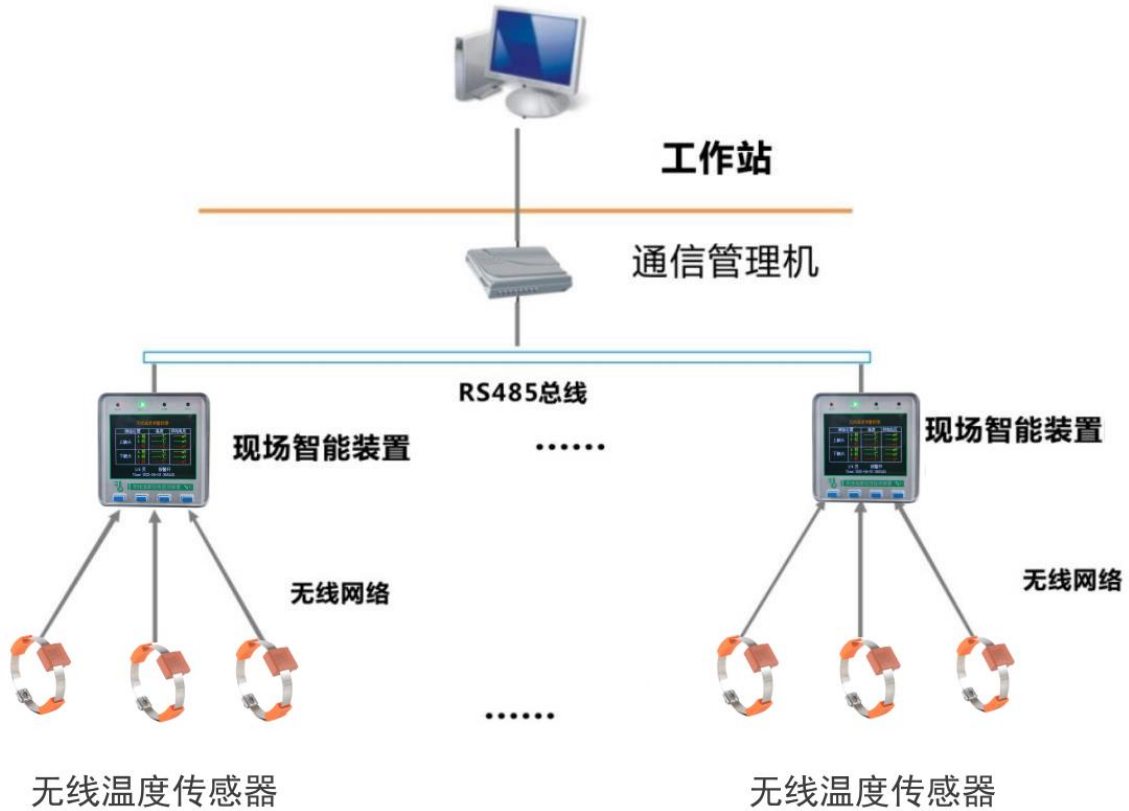 工作站
通信管理机
RS485总线
现场智能装置
......
现场智能装置
无线网络
无线网络
......
无线温度传感器
无线温度传感器